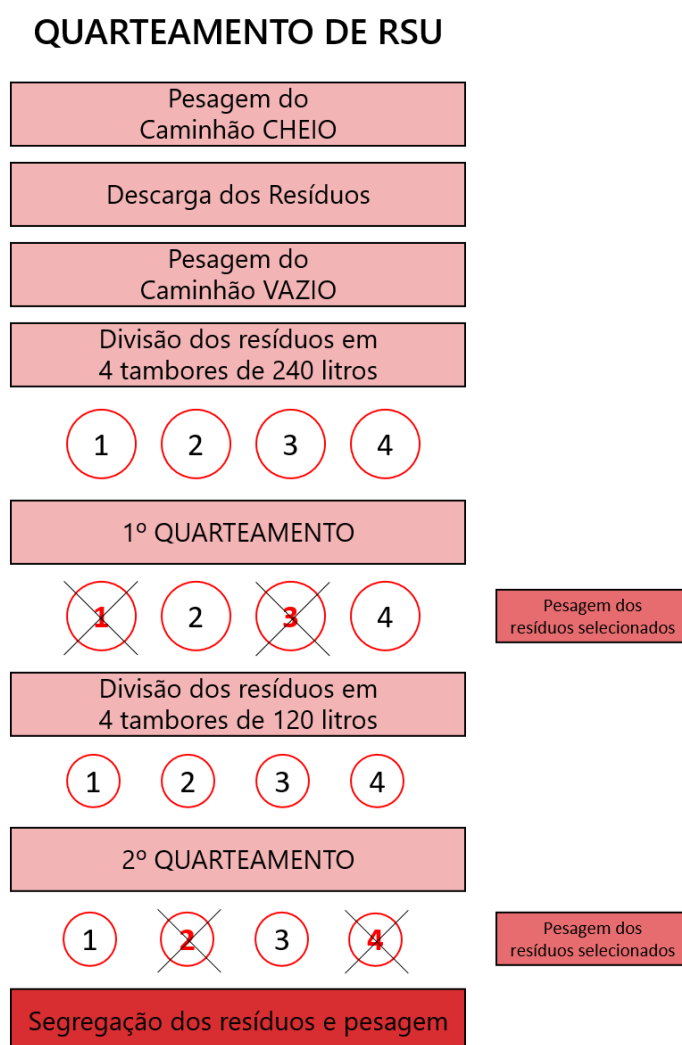 QUARTEAMENTO DE RSU
Pesagem do
Caminhão CHEIO
Descarga dos Resíduos
Pesagem do
Caminhão VAZIO
Divisão dos resíduos em
4 tambores de 240 litros
1 2 3 4
1º QUARTEAMENTO
1 2 3 4
Pesagem dos
resíduos selecionados
Divisão dos resíduos em
4 tambores de 120 litros
1 2 3 4
2º QUARTEAMENTO
1 2 3 4
Pesagem dos
resíduos selecionados
Segregação dos resíduos e pesagem